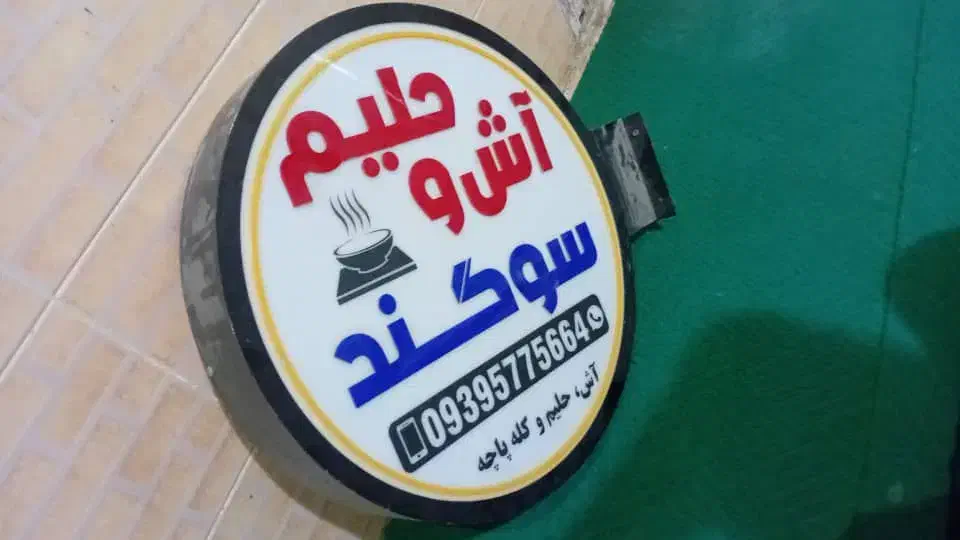 آش و حلیم
سوگند
09395775664
آش، حلیم و کله پاچه